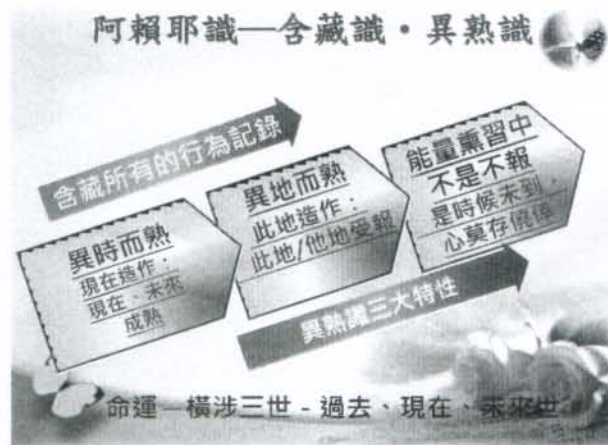 阿賴耶識—含藏識·異熟識
含藏所有的行為記錄
異時而熟
現在造作：
現在、未來
成熟
異地而熟
此地造作：
此地/他地受報
能量薰習中
不是不報
是時候未到，
心莫存僥倖
異熟識三大特性
命運—橫涉三世-過去、現在、未來世